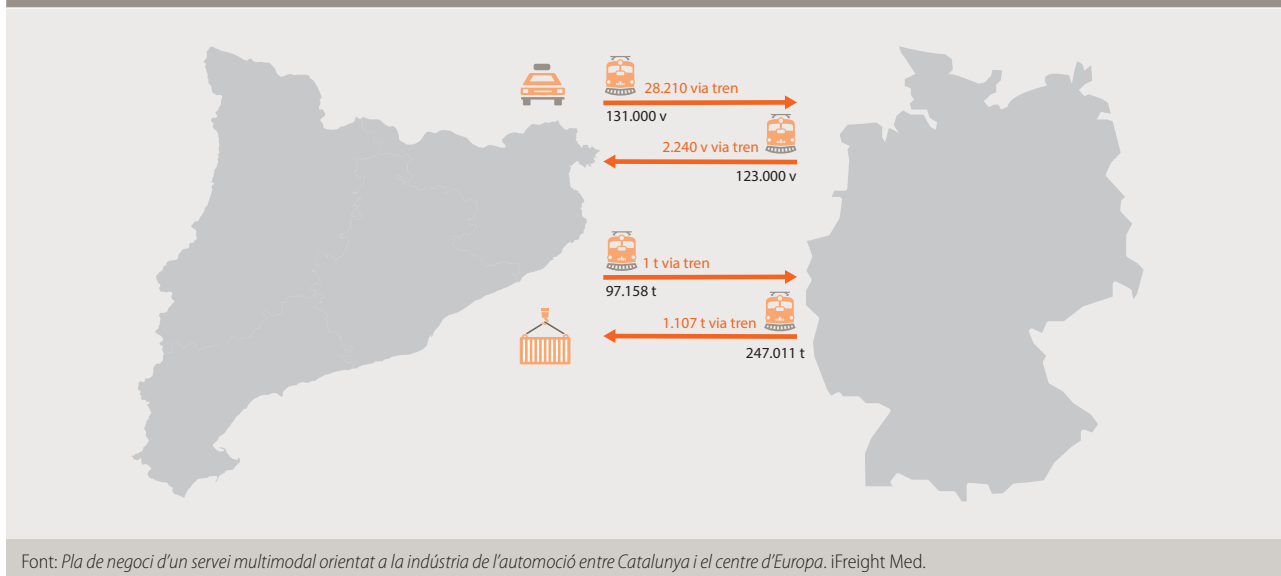 28.210 via tren
131.000 v
2.240 v via tren
123.000 v
1 t via tren
97.158 t
1.107 t via tren
247.011 t
Font: Pla de negoci d'un servei multimodal orientat a la indústria de l'automoció entre Catalunya i el centre d'Europa. iFreight Med.